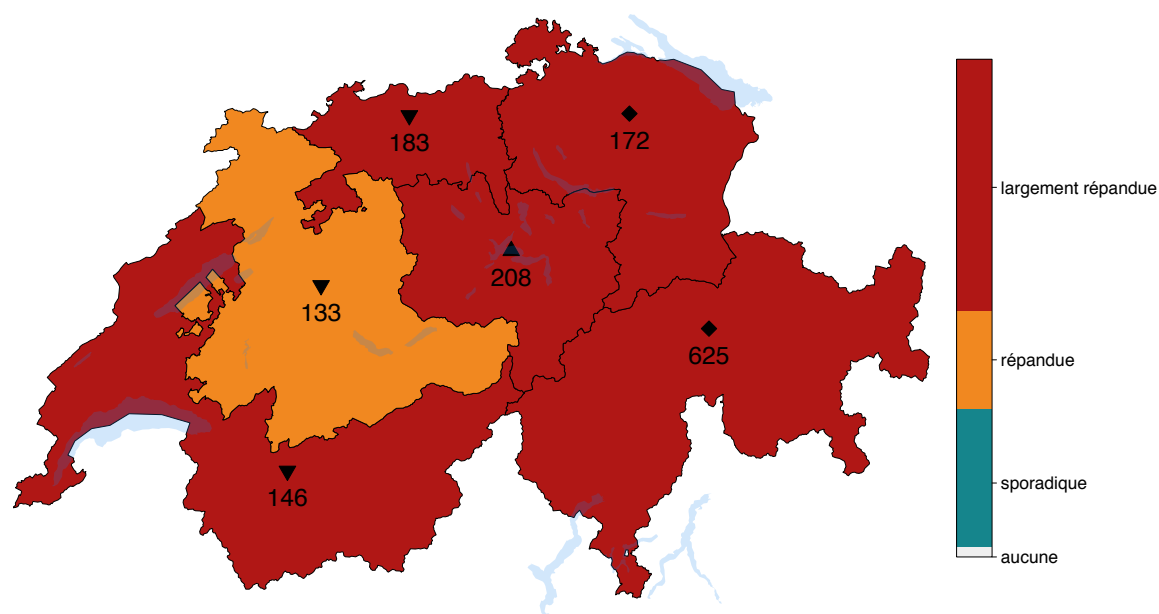 183
172
208
133
625
146
largement répandue
répandue
sporadique
aucune